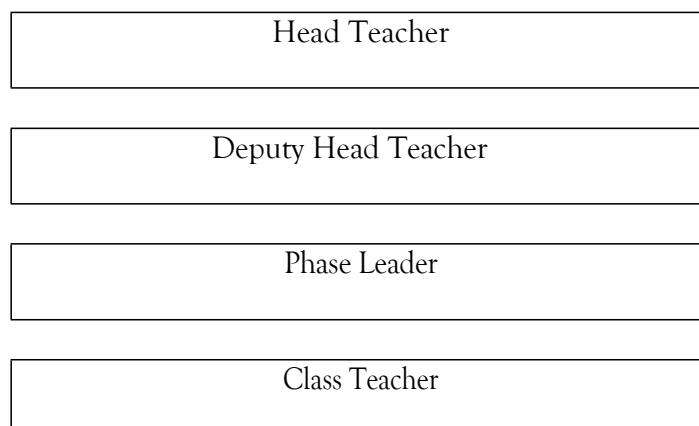 Head Teacher
Deputy Head Teacher
Phase Leader
Class Teacher